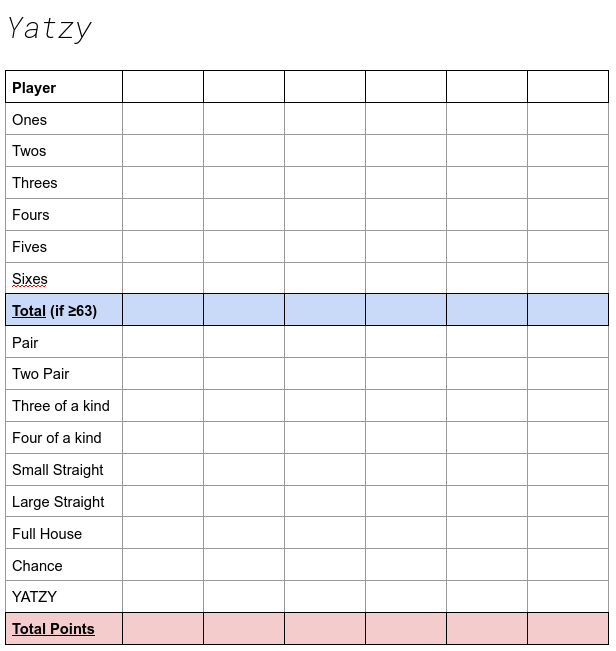 Yatzy
Player
Ones
Twos
Threes
Fours
Fives
Sixes
Total (if ≥63)
Pair
Two Pair
Three of a kind
Four of a kind
Small Straight
Large Straight
Full House
Chance
YATZY
Total Points